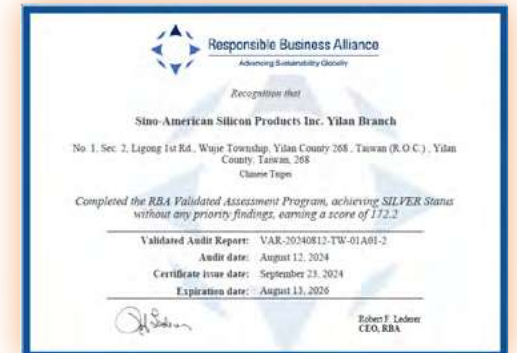 Responsible Business Alliance
Advancing Sustainability Globally
Recognition that
Sino-American Silicon Products Inc. Yilan Branch
No. 1, Sec. 2, Ligong 1st Rd., Wujie Township, Yilan County 268 , Taiwan (R.O.C.) , Yilan
County, Taiwan, 268
Chinese Taipei
Completed the RBA Validated Assessment Program, achieving SILVER Status
without any priority findings, earning a score of 172.2
Validated Audit Report: VAR-20240812-TW-01A01-2
Audit date: August 12, 2024
Certificate issue date: September 23, 2024
Expiration date: August 13, 2026
Robert F. Lederer
CEO, RBA